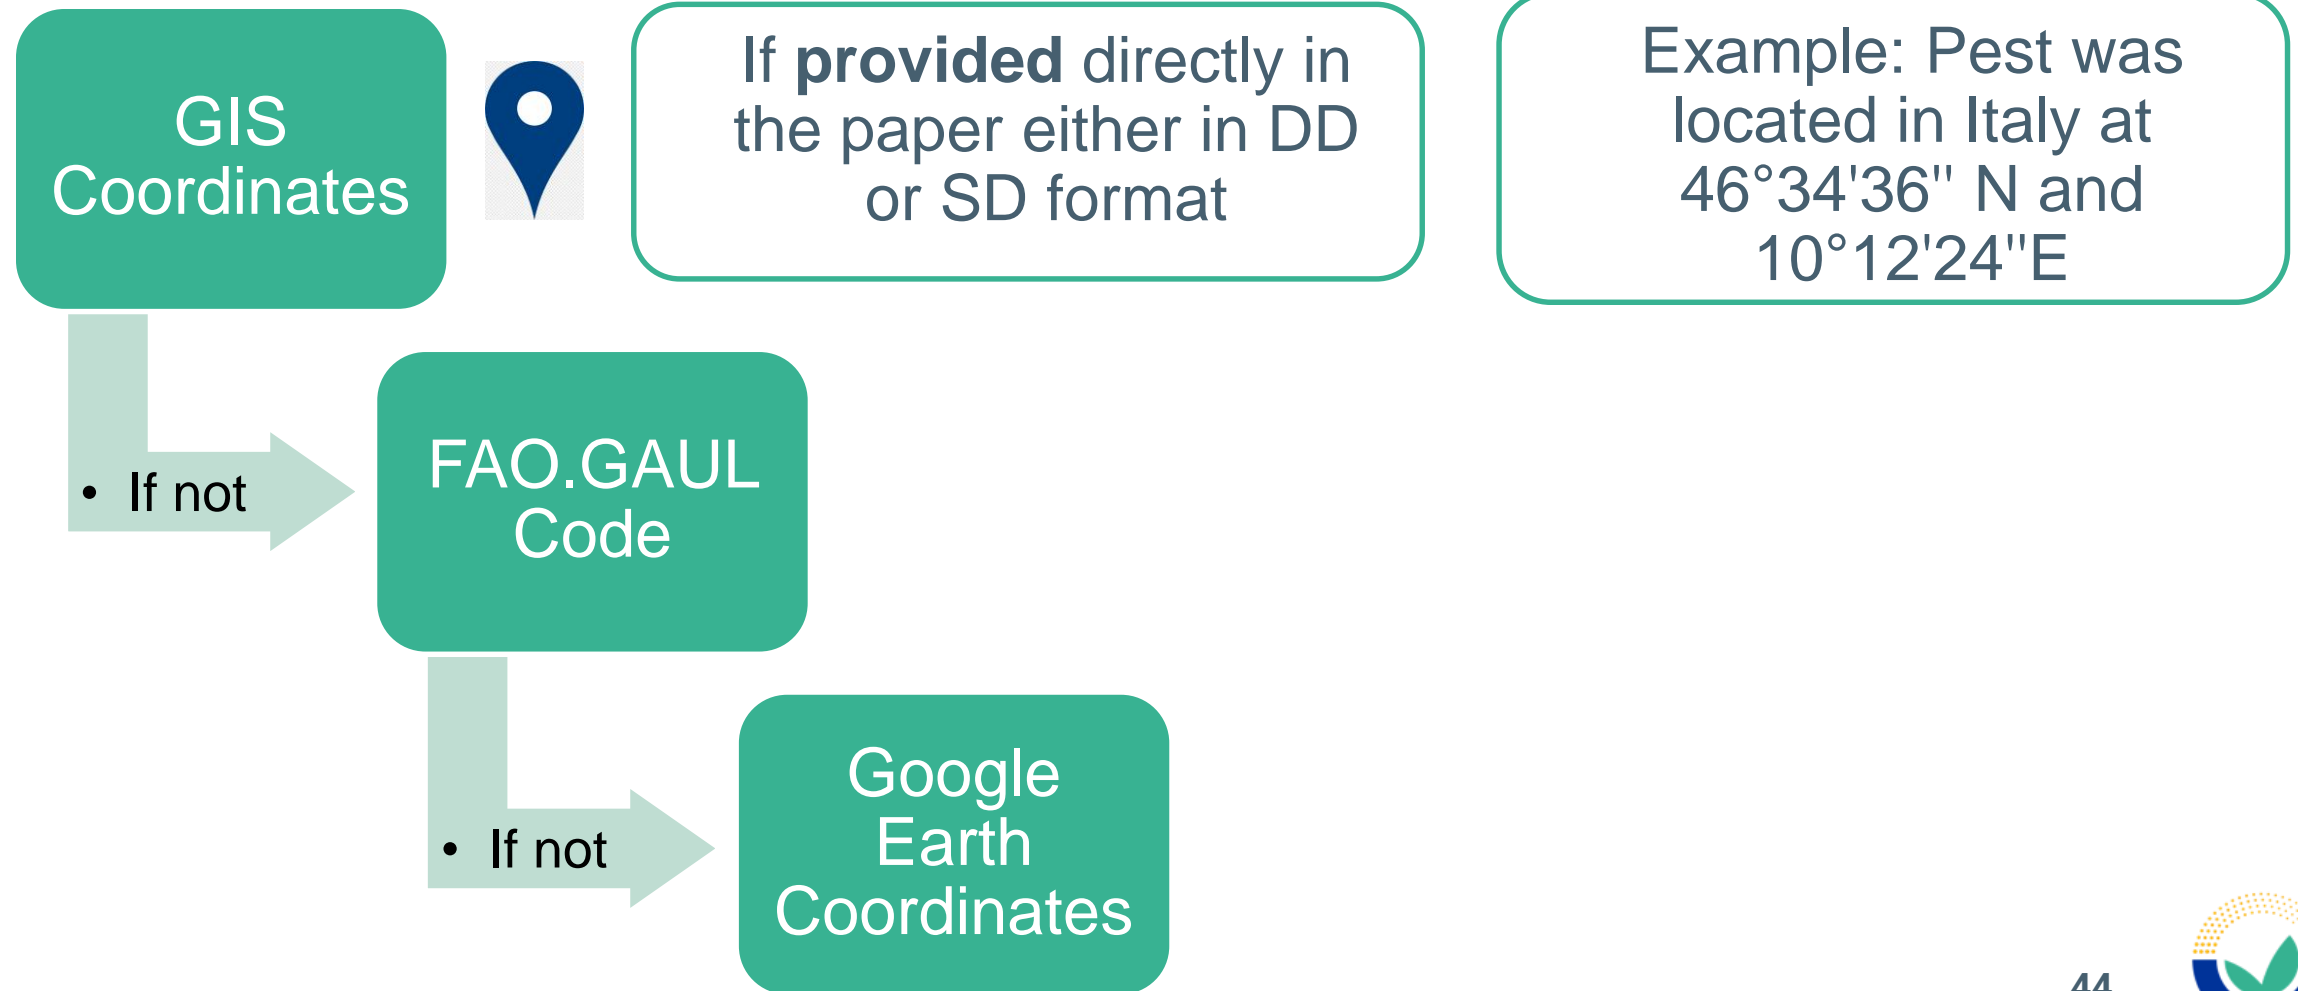 GIS
Coordinates
If provided directly in
the paper either in DD
or SD format
Example: Pest was
located in Italy at
46°34'36'' N and
10°12'24''E
• If not
FAO.GAUL
Code
• If not
Google
Earth
Coordinates
44